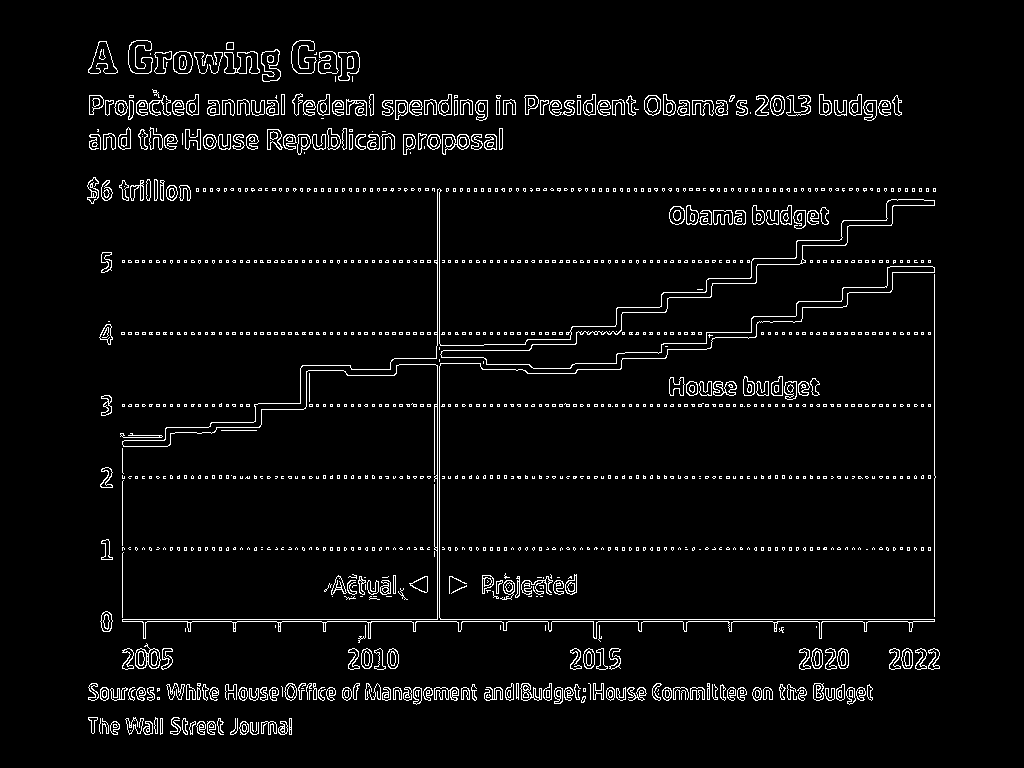 A Growing Gap
Projected annual federal spending in President Obama's 2013 budget
and the House Republican proposal
$6 trillion
Obama budget
5
4
House budget
3
2
1
Actual ◁ ▷ Projected
0
2005 2010 2015 2020 2022
Sources: White House Office of Management and Budget; House Committee on the Budget
The Wall Street Journal